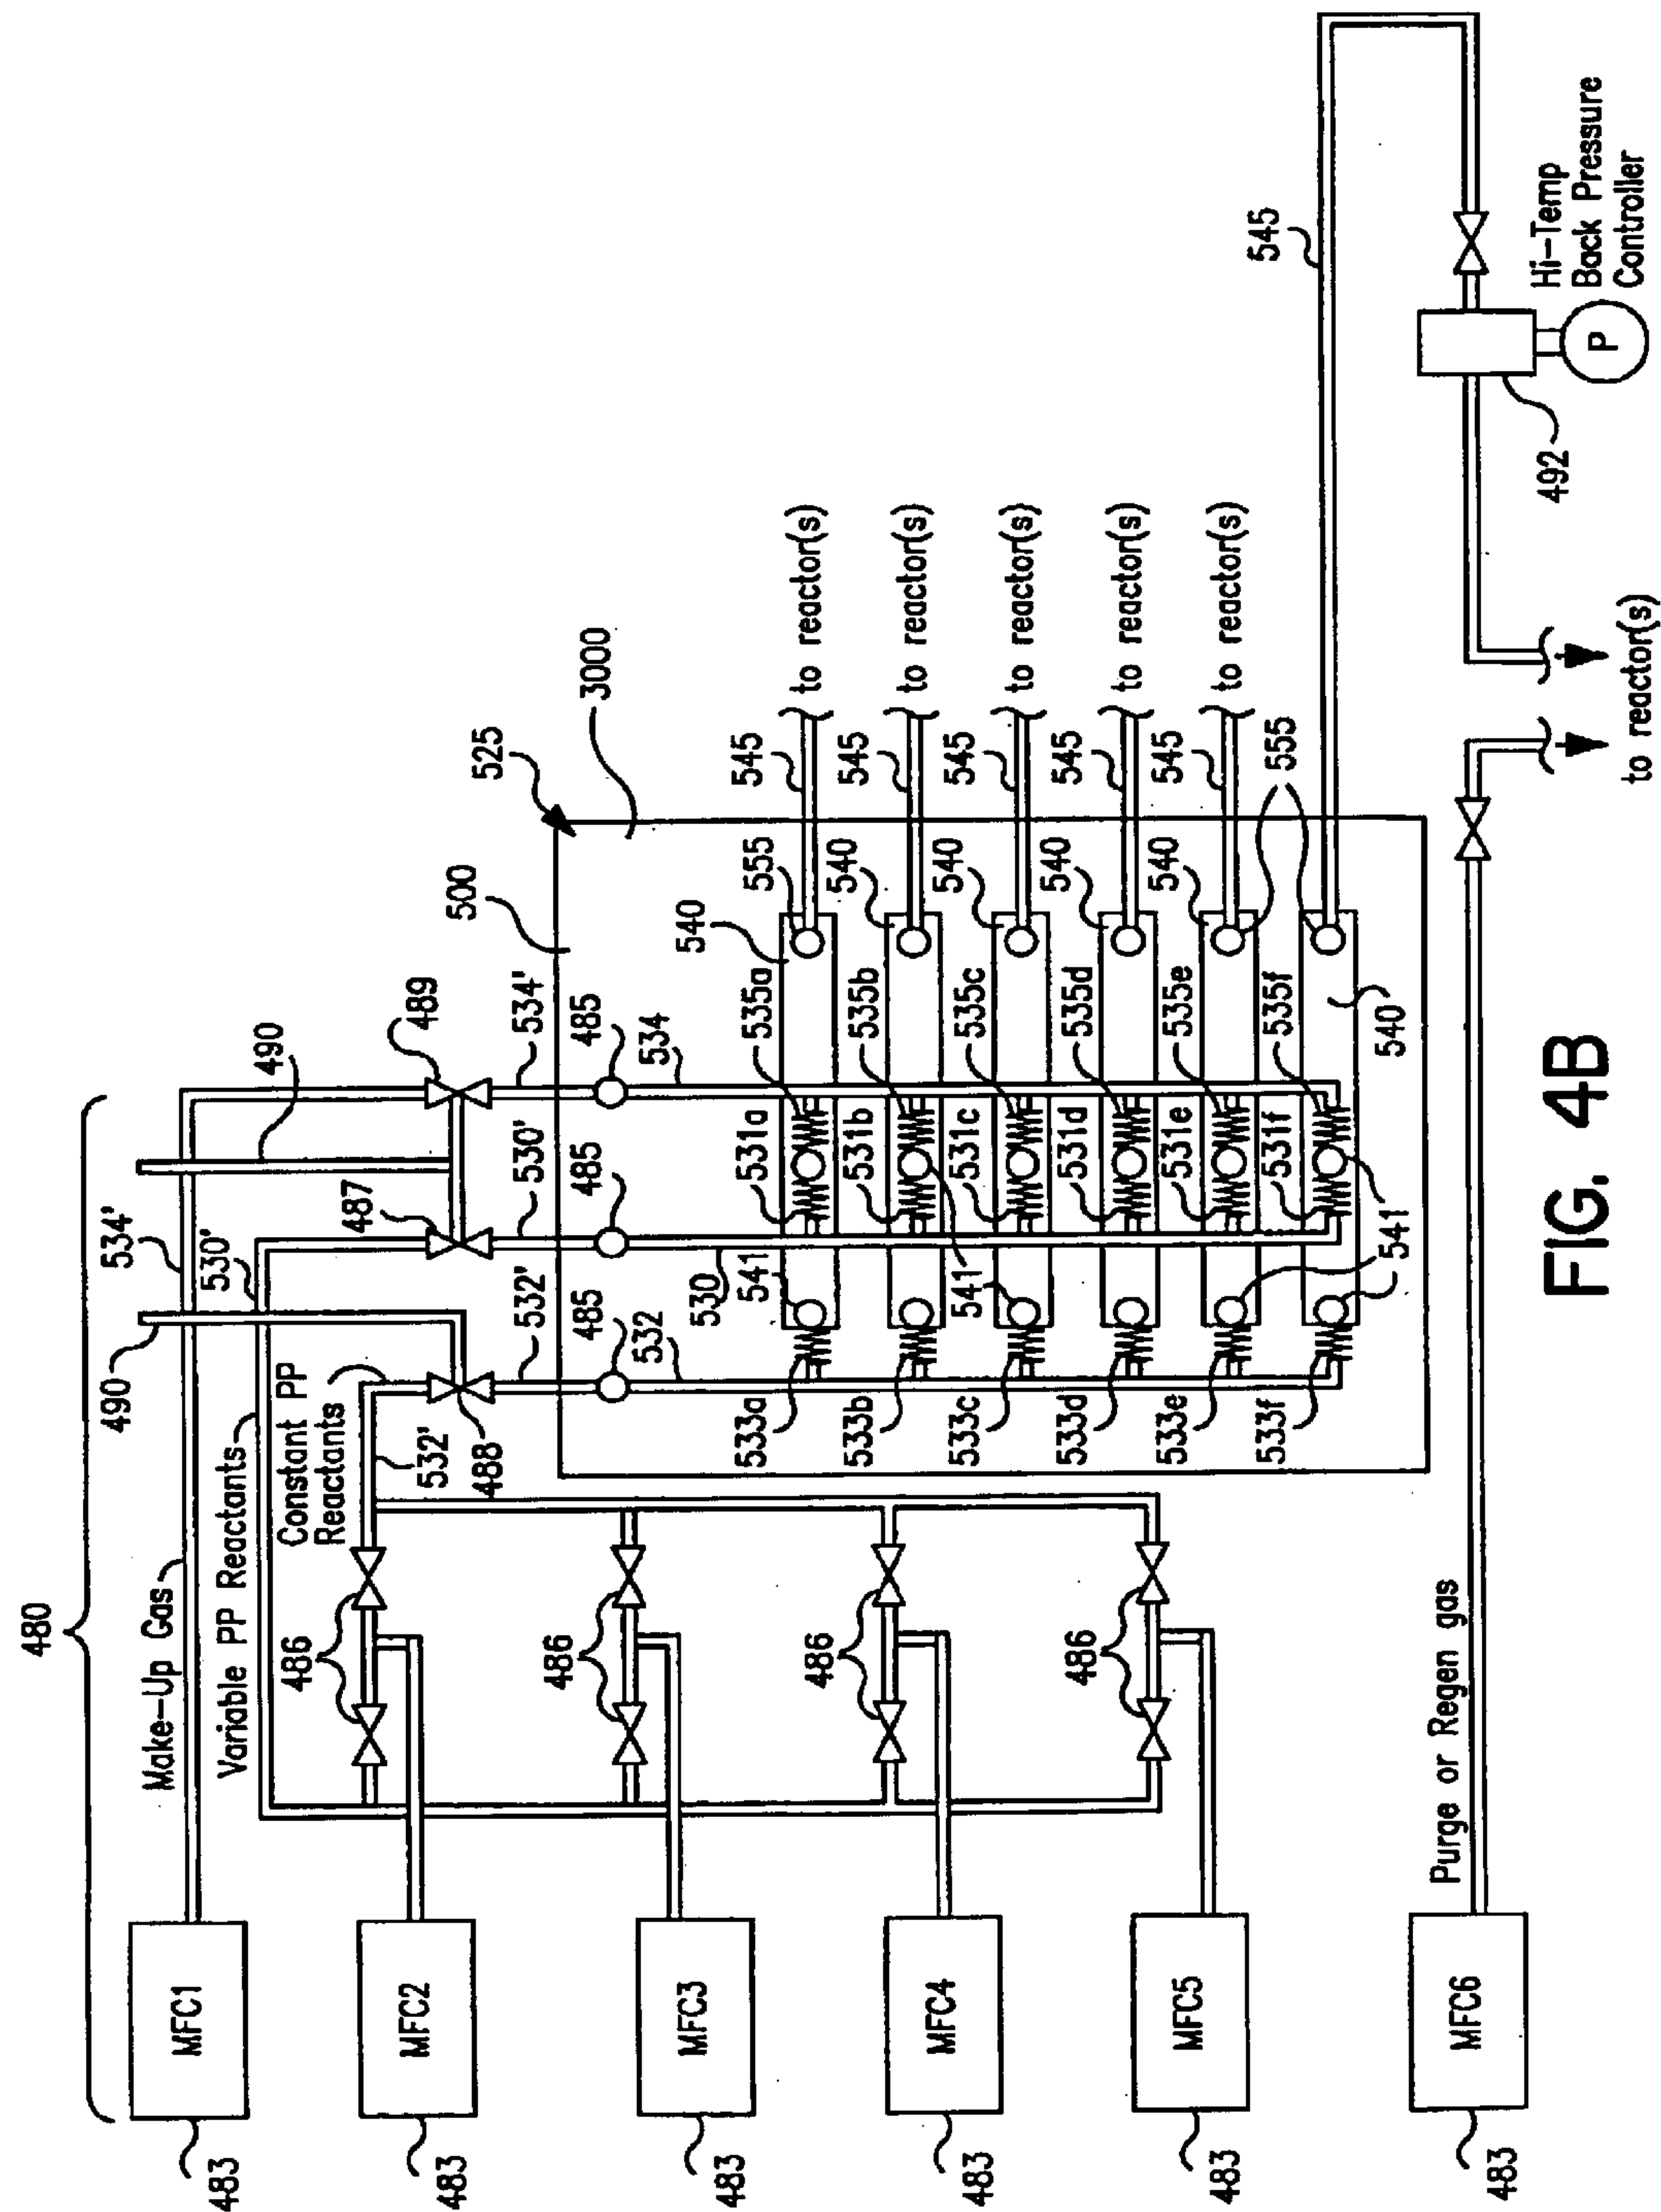 480
534'
490
489
Make-Up Gas
530'
487
534'
485
534
Variable PP Reactants
490
530'
485
530
Constant PP
Reactants
532'
488
532'
485
532
500
525
3000
486
486
486
486
MFC1
MFC2
MFC3
MFC4
MFC5
MFC6
483
483
483
483
483
483
533a
533b
533c
533d
533e
533f
541
541
541
541
531a
531b
531c
531d
531e
531f
535a
535b
535c
535d
535e
535f
540
540
540
540
540
540
555
555
545
545
545
545
545
545
to reactor(s)
to reactor(s)
to reactor(s)
to reactor(s)
to reactor(s)
Hi-Temp
Back Pressure
Controller
P
492
to reactor(s)
Purge or Regen gas
FIG. 4B